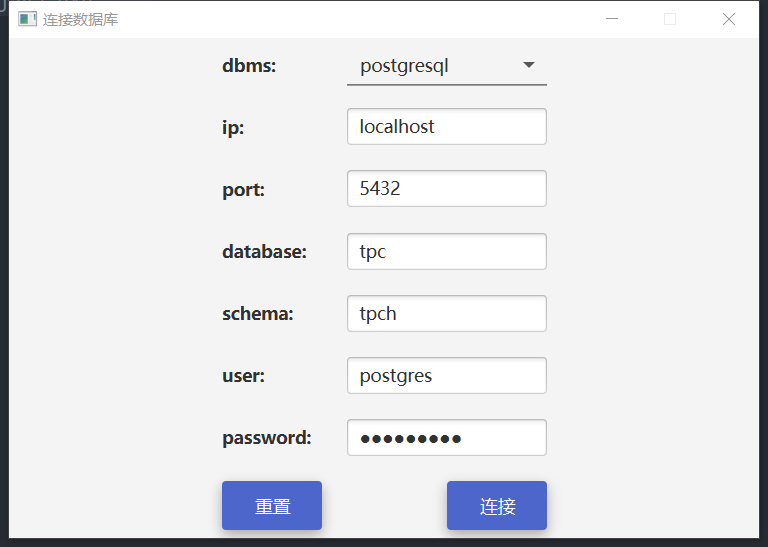 连接数据库
dbms: postgresql
ip: localhost
port: 5432
database: tpc
schema: tpch
user: postgres
password: ●●●●●●●●●
重置 连接